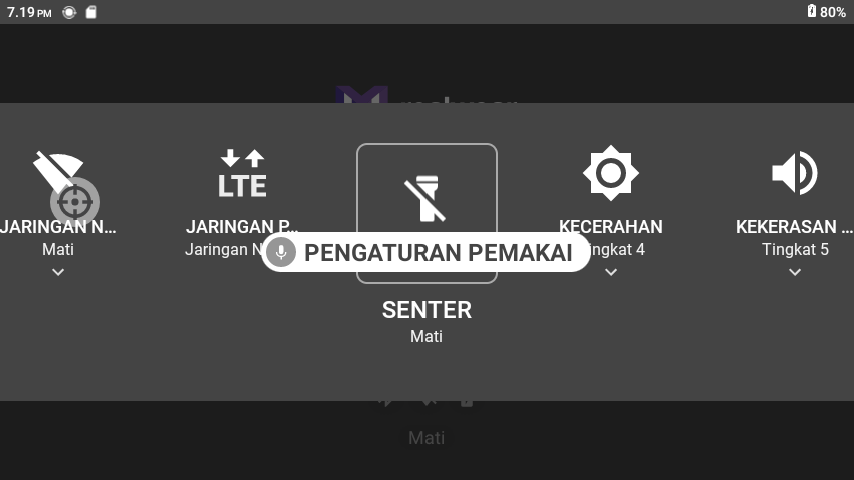 7.19 PM
80%
JARINGAN N...
Mati
LTE
JARINGAN P...
Jaringan N
KECERAHAN
ingkat 4
KEKERASAN ...
Tingkat 5
PENGATURAN PEMAKAI
SENTER
Mati
Mati